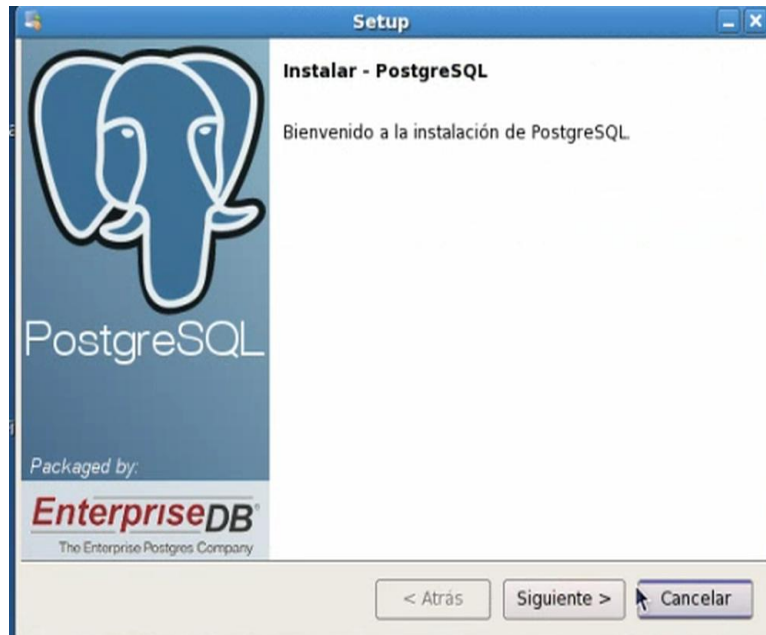 Setup
Instalar - PostgreSQL
Bienvenido a la instalación de PostgreSQL.
PostgreSQL
Packaged by:
EnterpriseDB®
The Enterprise Postgres Company
< Atrás
Siguiente >
Cancelar